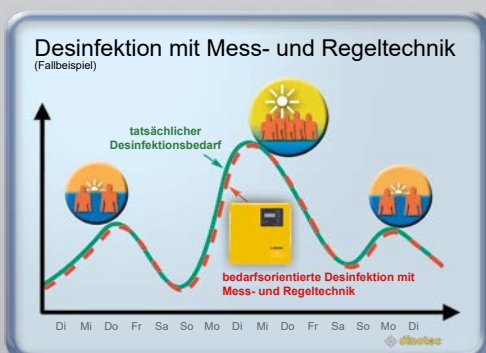 Desinfektion mit Mess- und Regeltechnik
(Fallbeispiel)
tatsächlicher
Desinfektionsbedarf
bedarfsorientierte Desinfektion mit
Mess- und Regeltechnik
Di Mi Do Fr Sa So Mo Di Do Fr Sa So Mo Di
dinotec